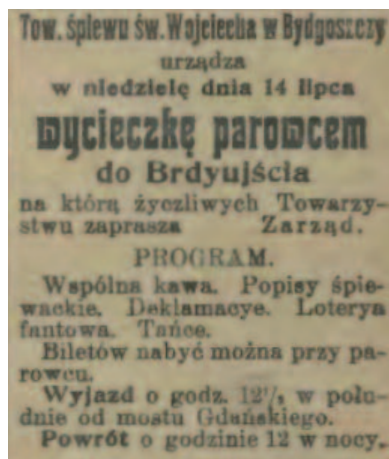 Tow. śpiewu św. Wojciecha w Bydgoszczy
urządza
w niedzielę dnia 14 lipca
wycieczkę parowcem
do Brdyujścia
na którą życzliwych Towarzy-
stwu zaprasza Zarząd.
PROGRAM.
Wspólna kawa. Popisy śpie-
wackie. Deklamacye. Loterya
fantowa. Tańce.
Biletów nabyć można przy pa-
rowcu.
Wyjazd o godz. 12½ w połu-
dnie od mostu Gdańskiego.
Powrót o godzinie 12 w nocy.